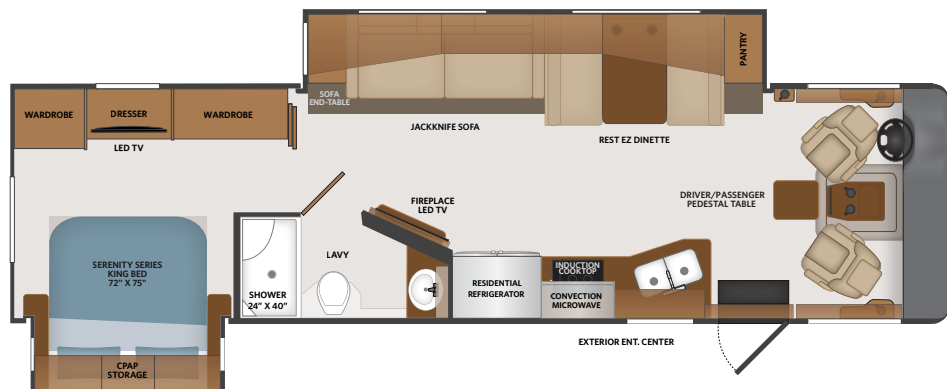 PANTRY
SOFA
END-TABLE
WARDROBE
DRESSER
WARDROBE
JACKKNIFE SOFA
REST EZ DINETTE
LED TV
DRIVER/PASSENGER
PEDESTAL TABLE
FIREPLACE
LED TV
LAVY
SERENITY SERIES
KING BED
72" X 75"
INDUCTION
COOKTOP
RESIDENTIAL
REFRIGERATOR
SHOWER
24" X 40"
CONVECTION
MICROWAVE
EXTERIOR ENT. CENTER
CPAP
STORAGE